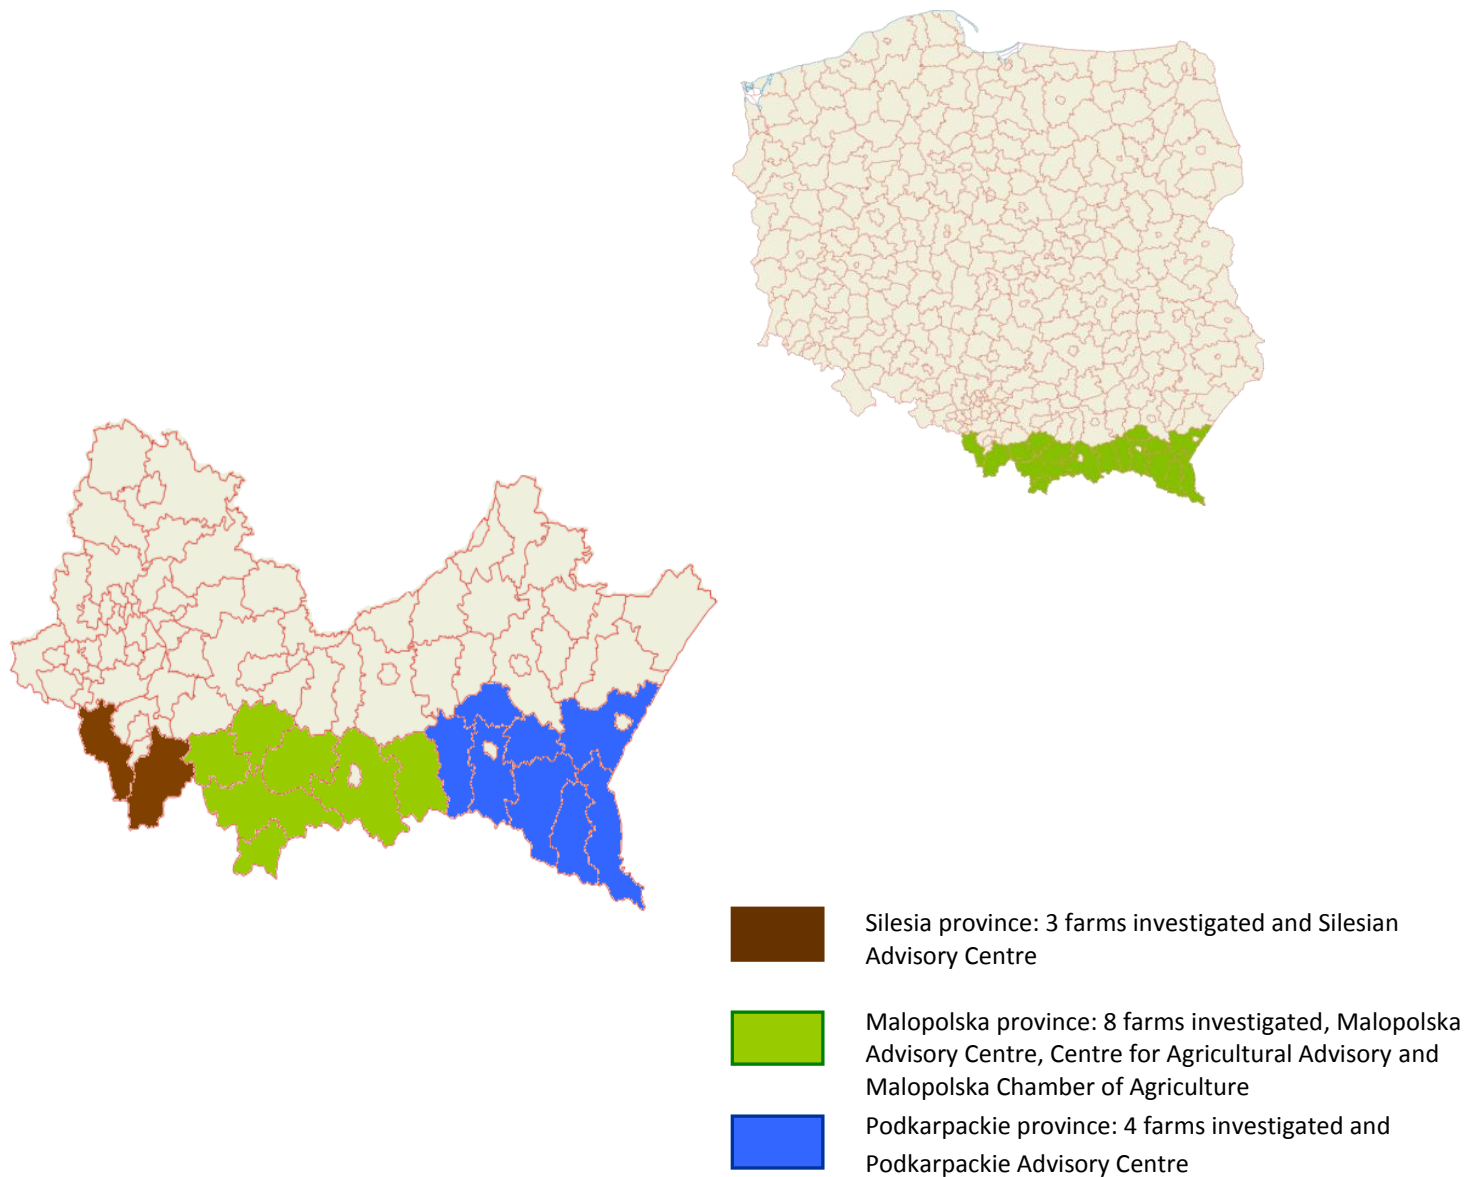 Silesia province: 3 farms investigated and Silesian
Advisory Centre
Malopolska province: 8 farms investigated, Malopolska
Advisory Centre, Centre for Agricultural Advisory and
Malopolska Chamber of Agriculture
Podkarpackie province: 4 farms investigated and
Podkarpackie Advisory Centre